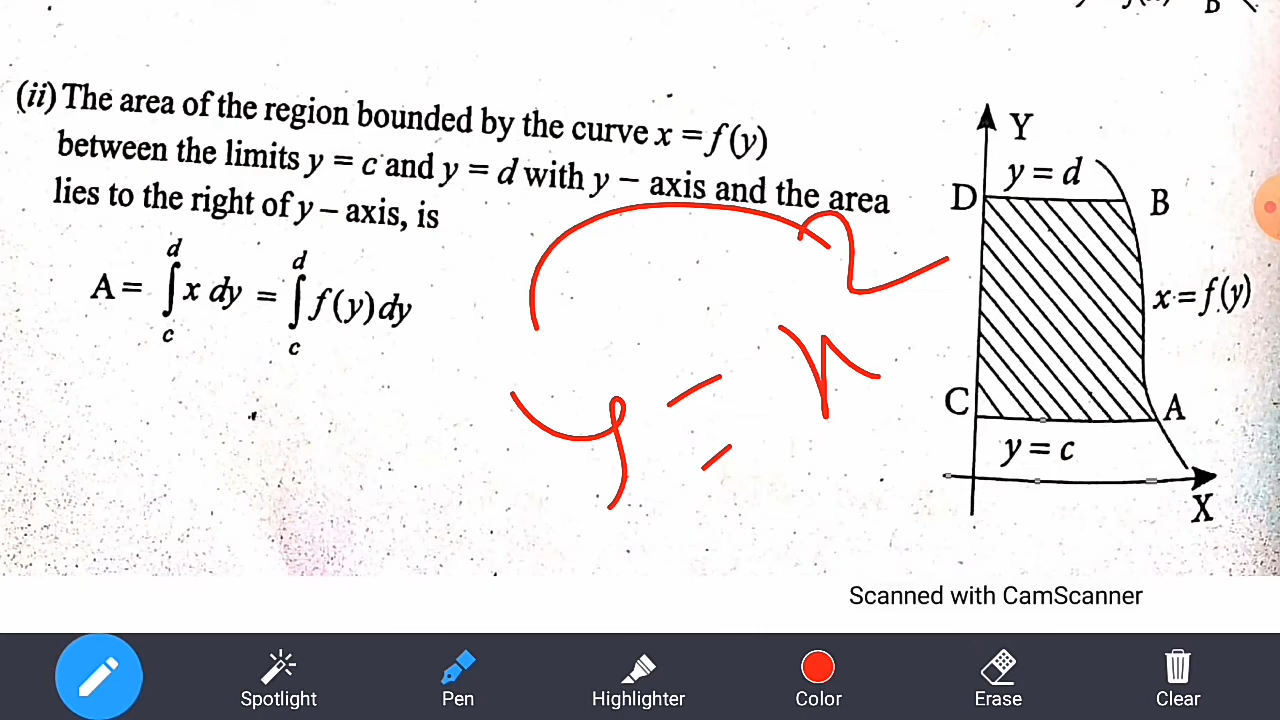 (ii) The area of the region bounded by the curve x = f(y)
between the limits y = c and y = d with y – axis and the area
lies to the right of y – axis, is
A = ∫_c^d x dy = ∫_c^d f(y) dy
Y
y = d
D
B
x = f(y)
C
A
y = c
X
Scanned with CamScanner
Spotlight
Pen
Highlighter
Color
Erase
Clear